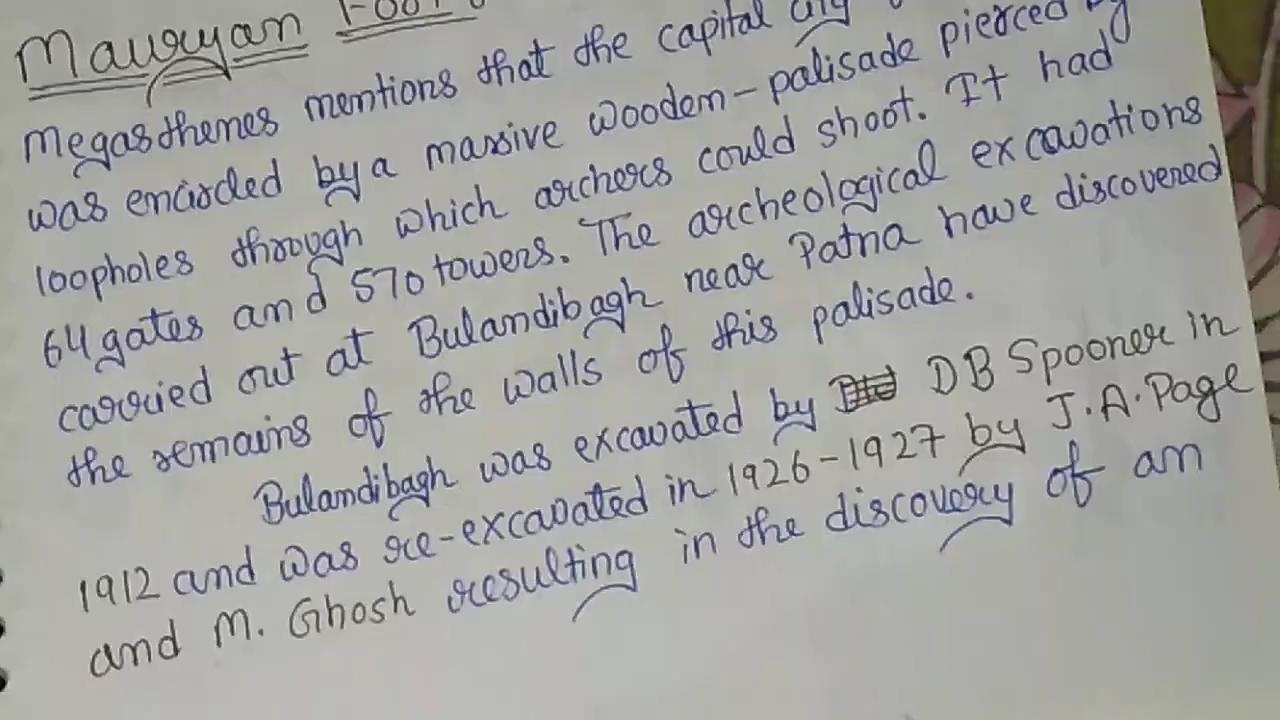 Mauryan
Megasthenes mentions that the capital city
was encircled by a massive wooden-palisade pierced by
loopholes through which archers could shoot. It had
64 gates and 570 towers. The archeological excavations
carried out at Bulandibagh near Patna have discovered
the remains of the walls of this palisade.
Bulandibagh was excavated by DB Spooner in
1912 and was re-excavated in 1926-1927 by J.A.Page
and M. Ghosh resulting in the discovery of an